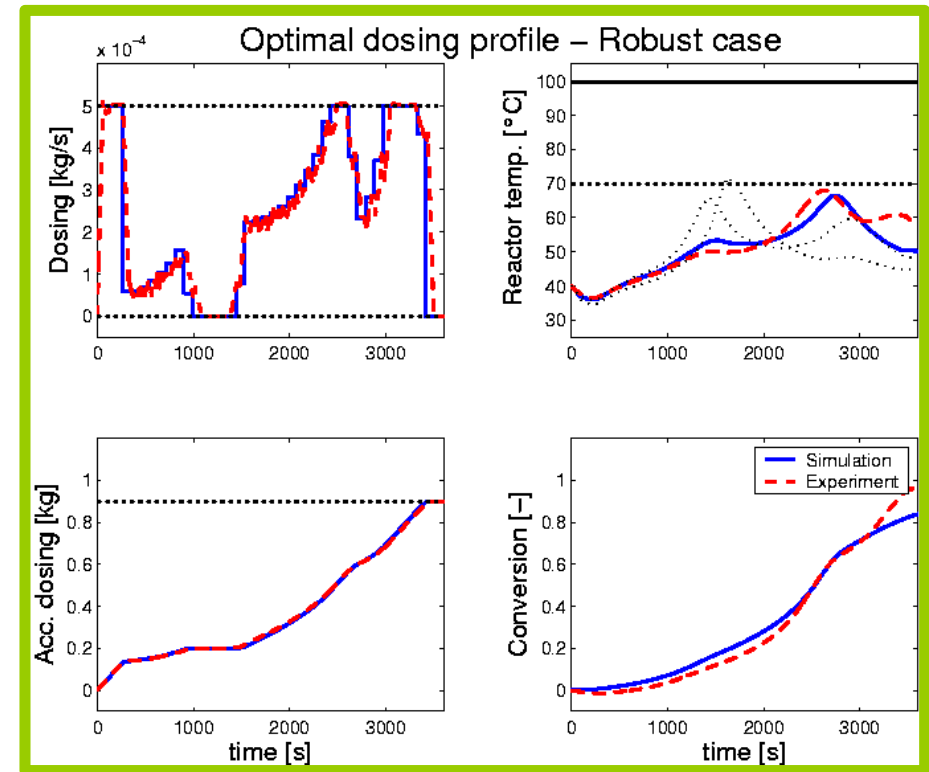 Optimal dosing profile – Robust case
x 10⁻⁴
Dosing [kg/s]
5
4
3
2
1
0
0 1000 2000 3000
Reactor temp. [°C]
100
90
80
70
60
50
40
30
0 1000 2000 3000
Acc. dosing [kg]
1
0.8
0.6
0.4
0.2
0
0 1000 2000 3000
time [s]
Conversion [–]
1
0.8
0.6
0.4
0.2
0
Simulation
Experiment
0 1000 2000 3000
time [s]